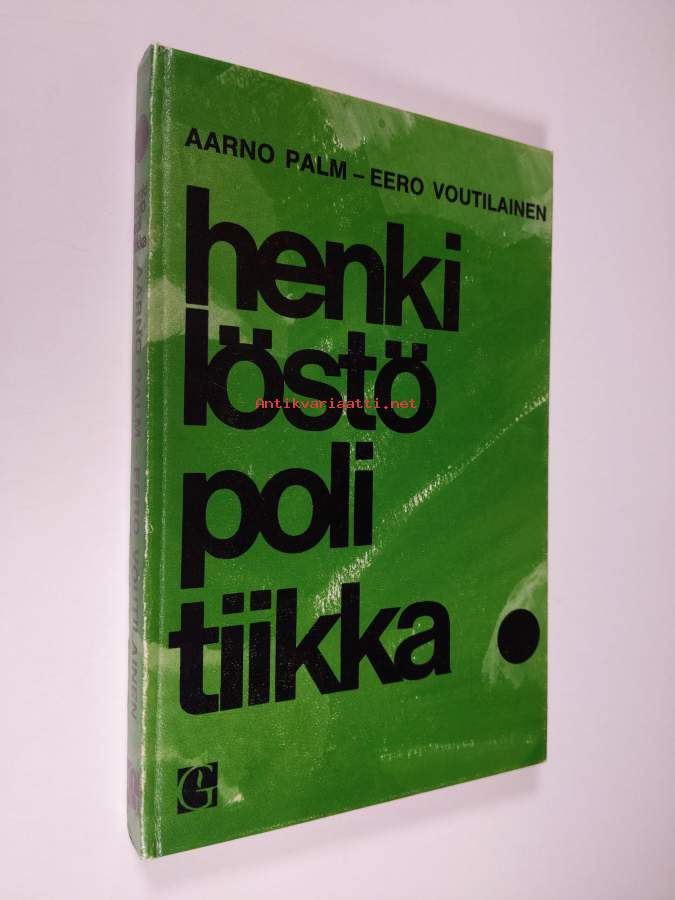 AARNO PALM – EERO VOUTILAINEN
henki
löstö
Antikvariaatti.net
poli
tiikka
G
AARNO PALM EERO VOUTILAINEN